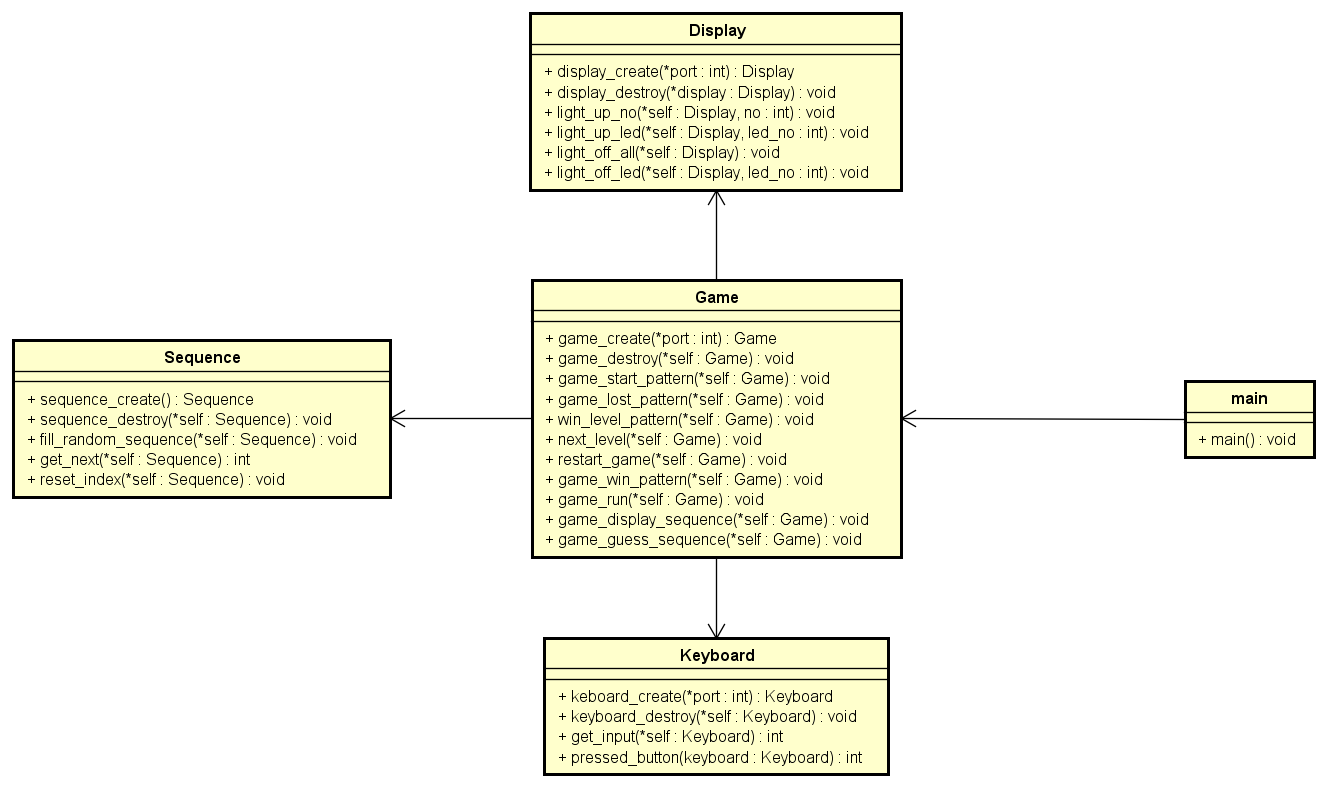 Display
+ display_create(*port : int) : Display
+ display_destroy(*display : Display) : void
+ light_up_no(*self : Display, no : int) : void
+ light_up_led(*self : Display, led_no : int) : void
+ light_off_all(*self : Display) : void
+ light_off_led(*self : Display, led_no : int) : void
Game
+ game_create(*port : int) : Game
+ game_destroy(*self : Game) : void
+ game_start_pattern(*self : Game) : void
+ game_lost_pattern(*self : Game) : void
+ win_level_pattern(*self : Game) : void
+ next_level(*self : Game) : void
+ restart_game(*self : Game) : void
+ game_win_pattern(*self : Game) : void
+ game_run(*self : Game) : void
+ game_display_sequence(*self : Game) : void
+ game_guess_sequence(*self : Game) : void
Sequence
+ sequence_create() : Sequence
+ sequence_destroy(*self : Sequence) : void
+ fill_random_sequence(*self : Sequence) : void
+ get_next(*self : Sequence) : int
+ reset_index(*self : Sequence) : void
main
+ main() : void
Keyboard
+ keboard_create(*port : int) : Keyboard
+ keyboard_destroy(*self : Keyboard) : void
+ get_input(*self : Keyboard) : int
+ pressed_button(keyboard : Keyboard) : int